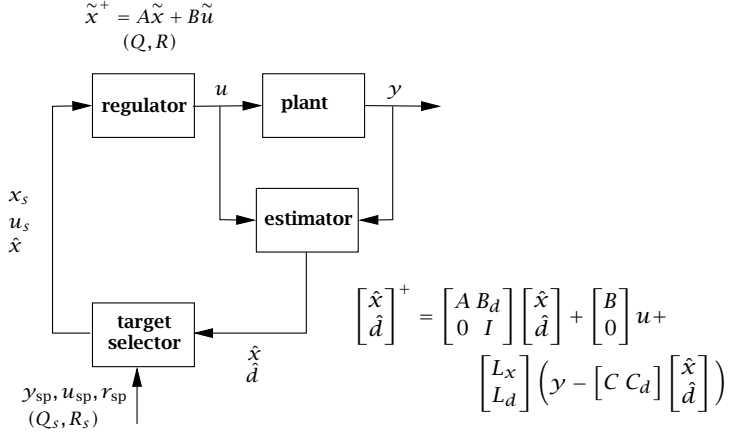 x̃⁺ = Ax̃ + Bũ
(Q, R)
regulator
u
plant
y
estimator
x_s
u_s
x̂
target
selector
x̂
d̂
y_sp, u_sp, r_sp
(Q_s, R_s)
[x̂ d̂]⁺ = [A B_d 0 I] [x̂ d̂] + [B 0] u+
[L_x L_d] (y − [C C_d] [x̂ d̂])